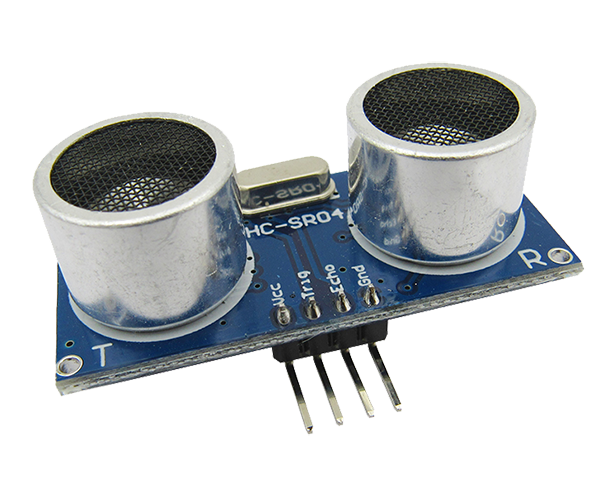 HC-SR04
Vcc
Trig
Echo
Gnd
T
R